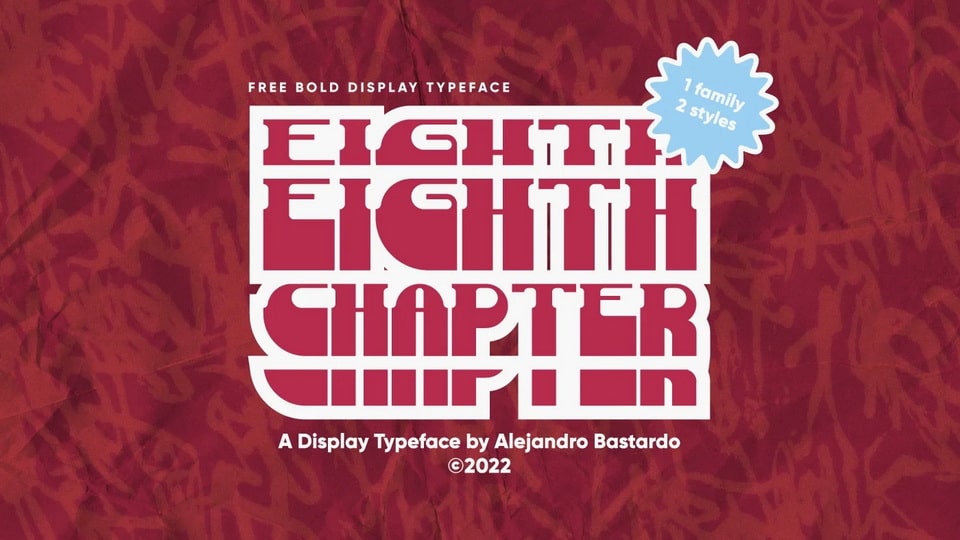 FREE BOLD DISPLAY TYPEFACE
1 family
2 styles
EIGHTH
EIGHTH
CHAPTER
CHAPTER
A Display Typeface by Alejandro Bastardo
©2022